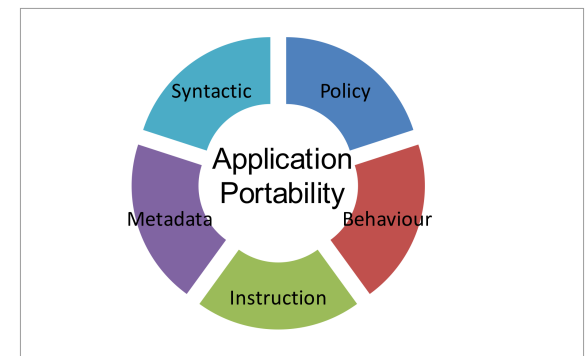 Syntactic
Policy
Application
Portability
Metadata
Behaviour
Instruction